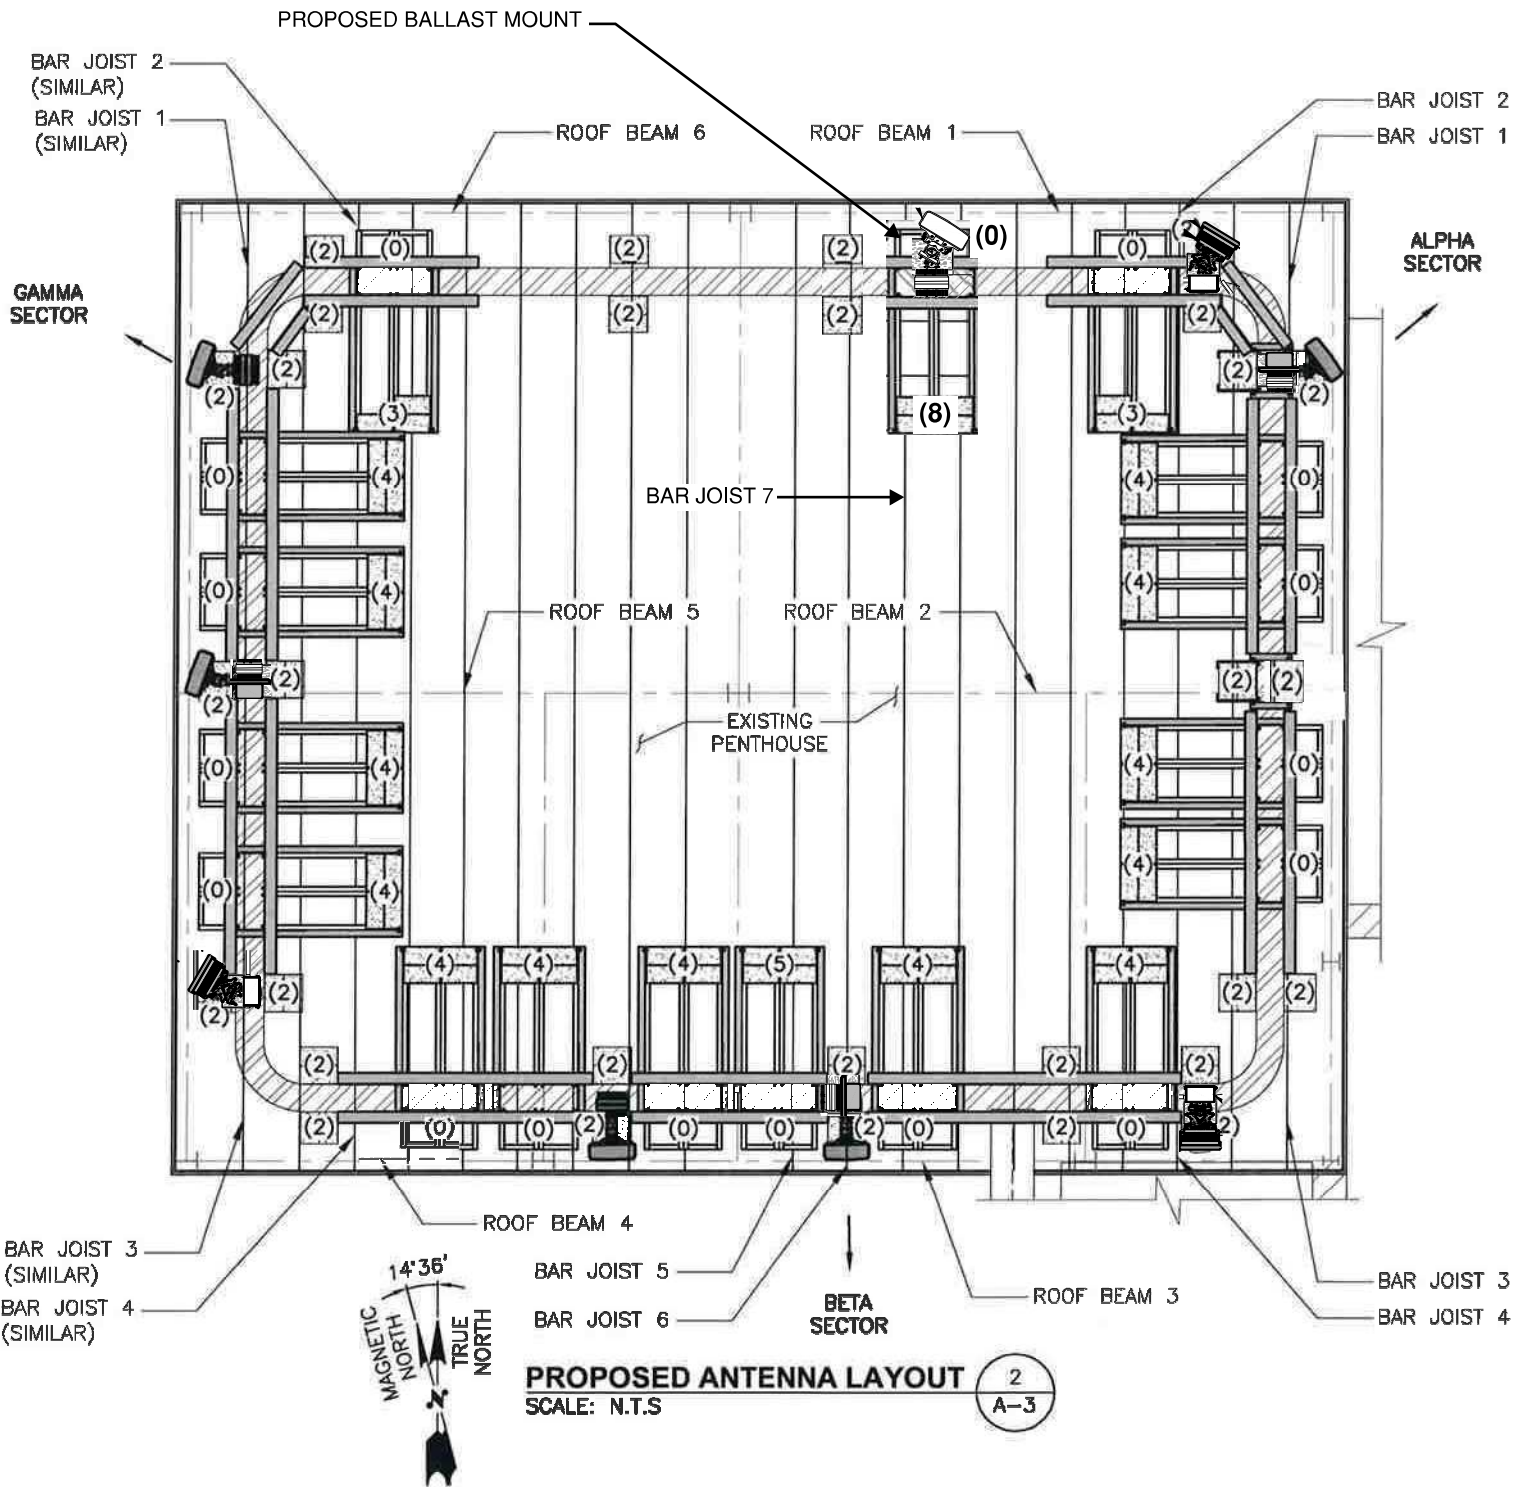 PROPOSED BALLAST MOUNT
BAR JOIST 2
(SIMILAR)
BAR JOIST 1
(SIMILAR)
ROOF BEAM 6
ROOF BEAM 1
BAR JOIST 2
BAR JOIST 1
GAMMA
SECTOR
ALPHA
SECTOR
(2) (0) (2) (2) (0) (0) (2)
(2) (2) (2) (2)
(2) (2) (2) (2)
(3) (8) (3)
(0) (4) (4) (0)
BAR JOIST 7
(0) (4) (4) (0)
ROOF BEAM 5
ROOF BEAM 2
(2) (2) (2) (2)
EXISTING
PENTHOUSE
(0) (4) (4) (0)
(0) (4) (4) (0)
(4) (4) (4) (5) (4) (4)
(2) (2) (2) (2)
(2) (2) (2) (2) (2)
(2) (0) (0) (2) (0) (0) (2) (0) (2) (0) 2)
ROOF BEAM 4
BAR JOIST 3
(SIMILAR)
BAR JOIST 4
(SIMILAR)
14°36'
MAGNETIC
NORTH
TRUE
NORTH
N
BAR JOIST 5
BAR JOIST 6
BETA
SECTOR
ROOF BEAM 3
BAR JOIST 3
BAR JOIST 4
PROPOSED ANTENNA LAYOUT
SCALE: N.T.S
2
A-3